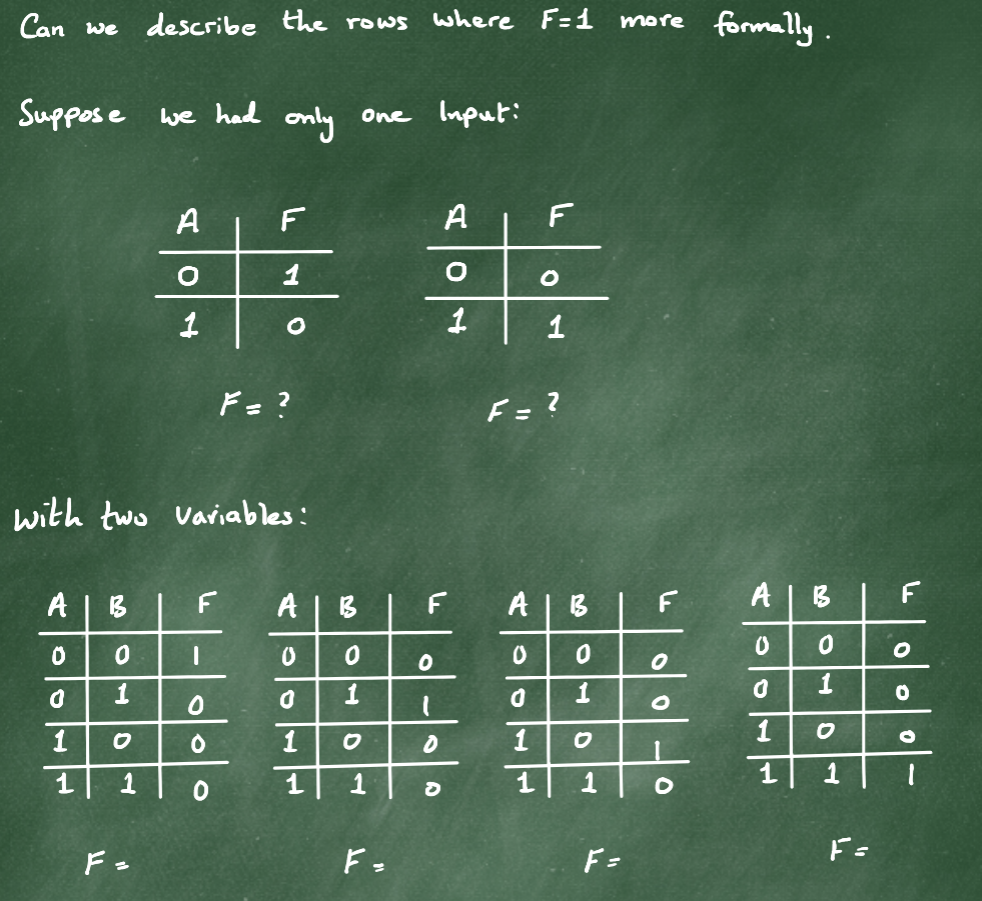 Can we describe the rows where F=1 more formally.
Suppose we had only one Input:
A F A F
0 1 0 0
1 0 1 1
F = ? F = ?
With two Variables:
A B F A B F A B F A B F
0 0 1 0 0 0 0 0 0 0 0 0
0 1 0 0 1 1 0 1 0 0 1 0
1 0 0 1 0 0 1 0 1 1 0 0
1 1 0 1 1 0 1 1 0 1 1 1
F = F = F = F =